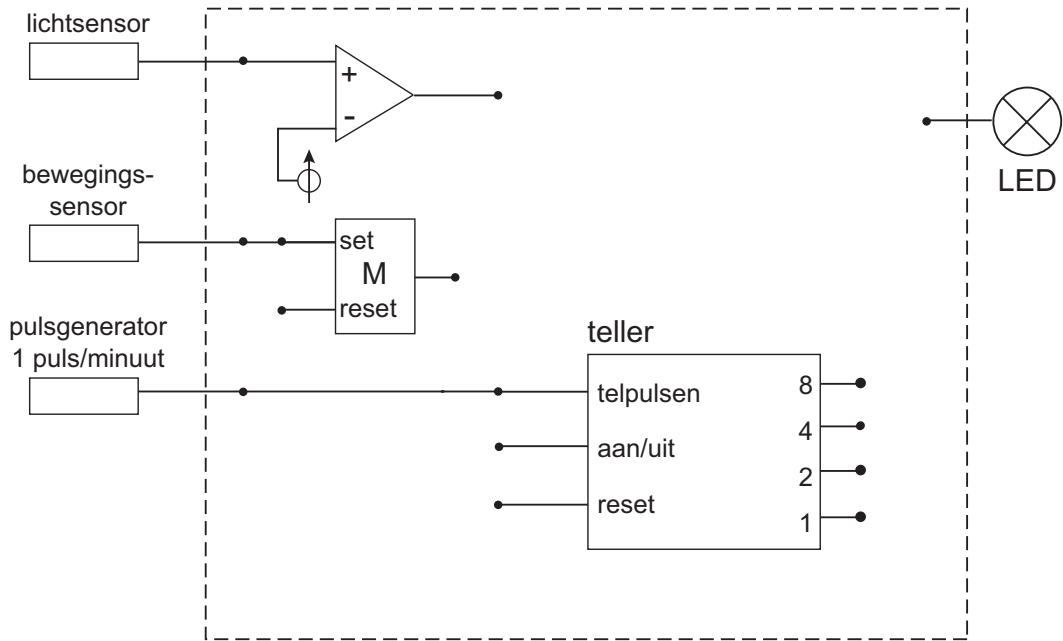 lichtsensor
+
-
LED
bewegings-
sensor
set
M
reset
pulsgenerator
1 puls/minuut
teller
telpulsen
aan/uit
reset
8
4
2
1